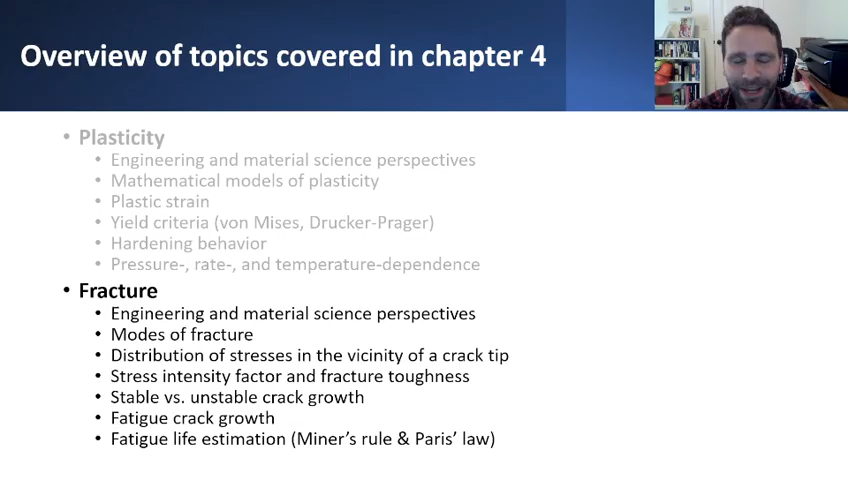 Overview of topics covered in chapter 4
• Plasticity
• Engineering and material science perspectives
• Mathematical models of plasticity
• Plastic strain
• Yield criteria (von Mises, Drucker-Prager)
• Hardening behavior
• Pressure-, rate-, and temperature-dependence
• Fracture
• Engineering and material science perspectives
• Modes of fracture
• Distribution of stresses in the vicinity of a crack tip
• Stress intensity factor and fracture toughness
• Stable vs. unstable crack growth
• Fatigue crack growth
• Fatigue life estimation (Miner's rule & Paris' law)